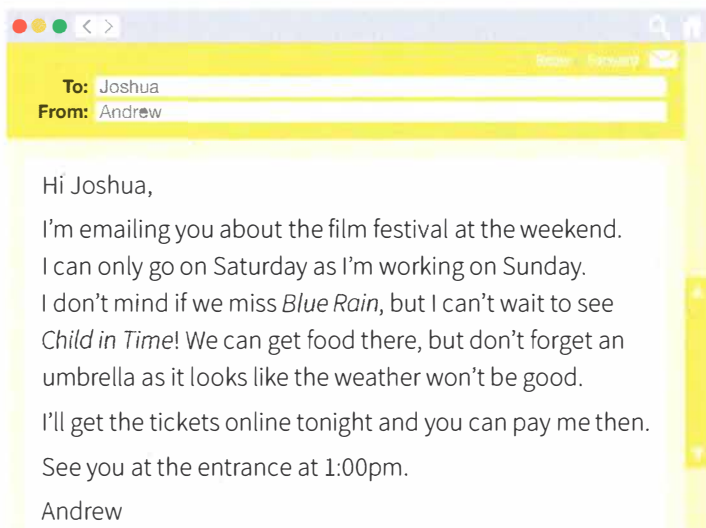 Reply Forward
To: Joshua
From: Andrew
Hi Joshua,
I'm emailing you about the film festival at the weekend.
I can only go on Saturday as I'm working on Sunday.
I don't mind if we miss Blue Rain, but I can't wait to see
Child in Time! We can get food there, but don't forget an
umbrella as it looks like the weather won't be good.
I'll get the tickets online tonight and you can pay me then.
See you at the entrance at 1:00pm.
Andrew